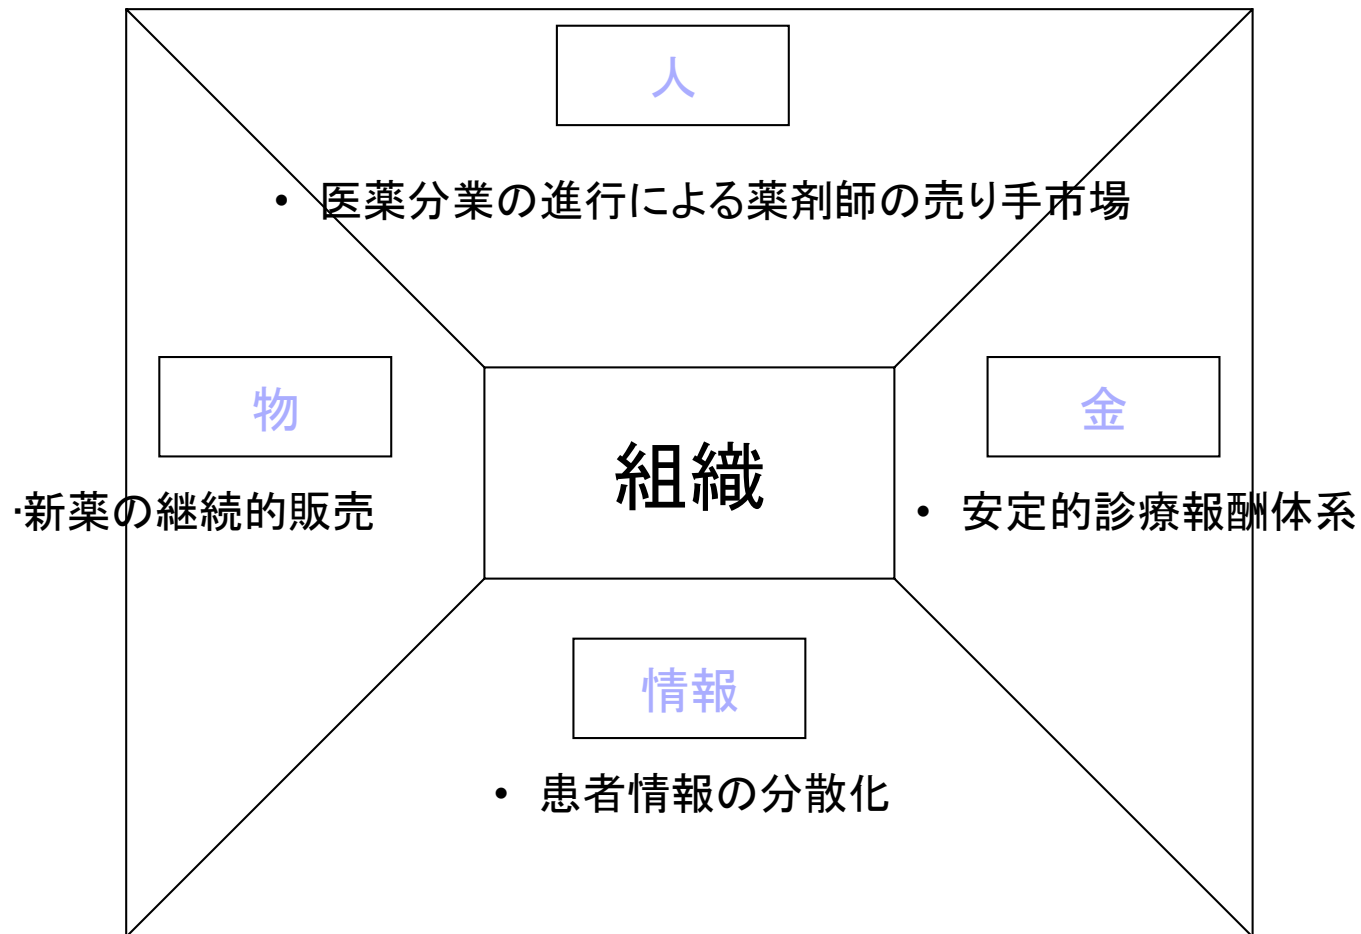 人
• 医薬分業の進行による薬剤師の売り手市場
物
金
組織
·新薬の継続的販売
• 安定的診療報酬体系
情報
• 患者情報の分散化